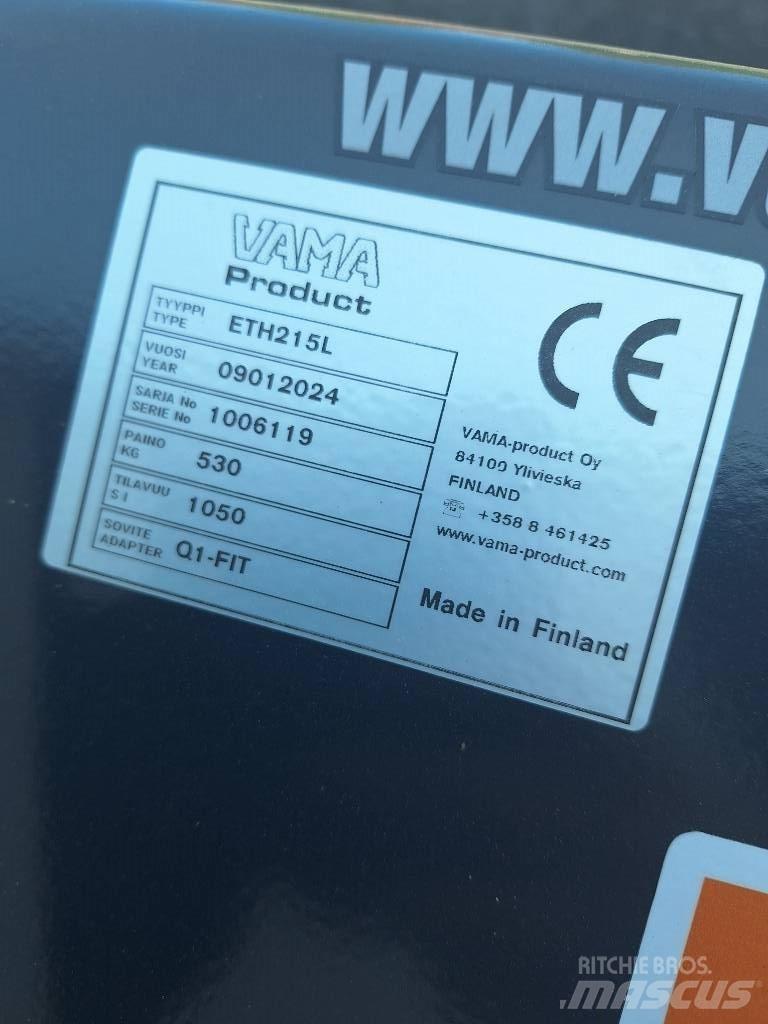 www.v
VAMA
Product
TYYPPI
TYPE
ETH215L
VUOSI
YEAR
09012024
SARJA No
SERIE No
1006119
PAINO
KG
530
TILAVUU
S l
1050
SOVITE
ADAPTER
Q1-FIT
CE
VAMA-product Oy
84100 Ylivieska
FINLAND
+358 8 461425
www.vama-product.com
Made in Finland
RITCHIE BROS.
MASCUS